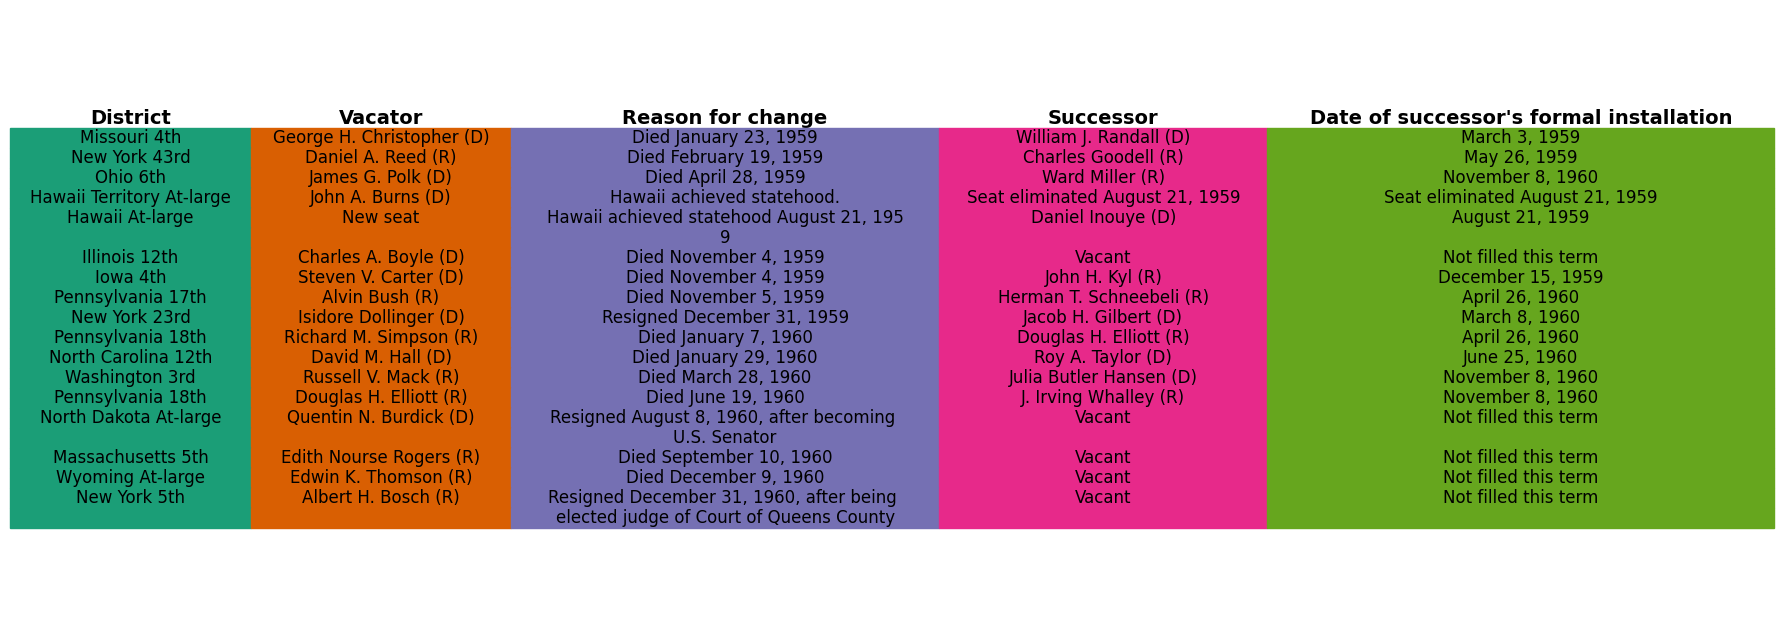 District Vacator Reason for change Successor Date of successor's formal installation
Missouri 4th George H. Christopher (D) Died January 23, 1959 William J. Randall (D) March 3, 1959
New York 43rd Daniel A. Reed (R) Died February 19, 1959 Charles Goodell (R) May 26, 1959
Ohio 6th James G. Polk (D) Died April 28, 1959 Ward Miller (R) November 8, 1960
Hawaii Territory At-large John A. Burns (D) Hawaii achieved statehood. Seat eliminated August 21, 1959 Seat eliminated August 21, 1959
Hawaii At-large New seat Hawaii achieved statehood August 21, 195 Daniel Inouye (D) August 21, 1959
9
Illinois 12th Charles A. Boyle (D) Died November 4, 1959 Vacant Not filled this term
Iowa 4th Steven V. Carter (D) Died November 4, 1959 John H. Kyl (R) December 15, 1959
Pennsylvania 17th Alvin Bush (R) Died November 5, 1959 Herman T. Schneebeli (R) April 26, 1960
New York 23rd Isidore Dollinger (D) Resigned December 31, 1959 Jacob H. Gilbert (D) March 8, 1960
Pennsylvania 18th Richard M. Simpson (R) Died January 7, 1960 Douglas H. Elliott (R) April 26, 1960
North Carolina 12th David M. Hall (D) Died January 29, 1960 Roy A. Taylor (D) June 25, 1960
Washington 3rd Russell V. Mack (R) Died March 28, 1960 Julia Butler Hansen (D) November 8, 1960
Pennsylvania 18th Douglas H. Elliott (R) Died June 19, 1960 J. Irving Whalley (R) November 8, 1960
North Dakota At-large Quentin N. Burdick (D) Resigned August 8, 1960, after becoming Vacant Not filled this term
U.S. Senator
Massachusetts 5th Edith Nourse Rogers (R) Died September 10, 1960 Vacant Not filled this term
Wyoming At-large Edwin K. Thomson (R) Died December 9, 1960 Vacant Not filled this term
New York 5th Albert H. Bosch (R) Resigned December 31, 1960, after being Vacant Not filled this term
elected judge of Court of Queens County